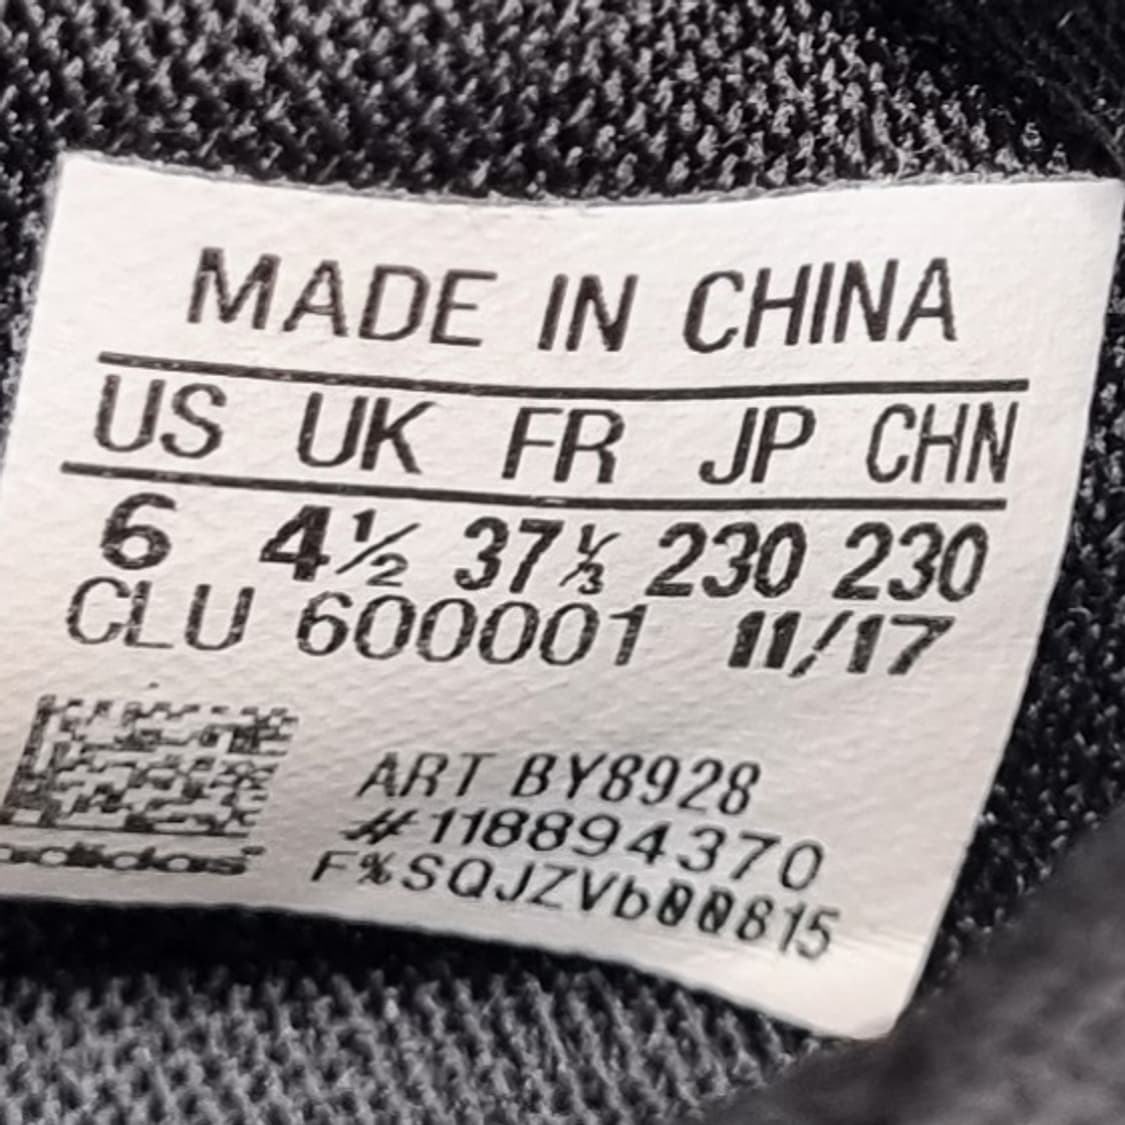 MADE IN CHINA
US UK FR JP CHN
6 4½ 37⅓ 230 230
CLU 600001 11/17
ART BY8928
#118894370
F%SQJZVb00815
adidas